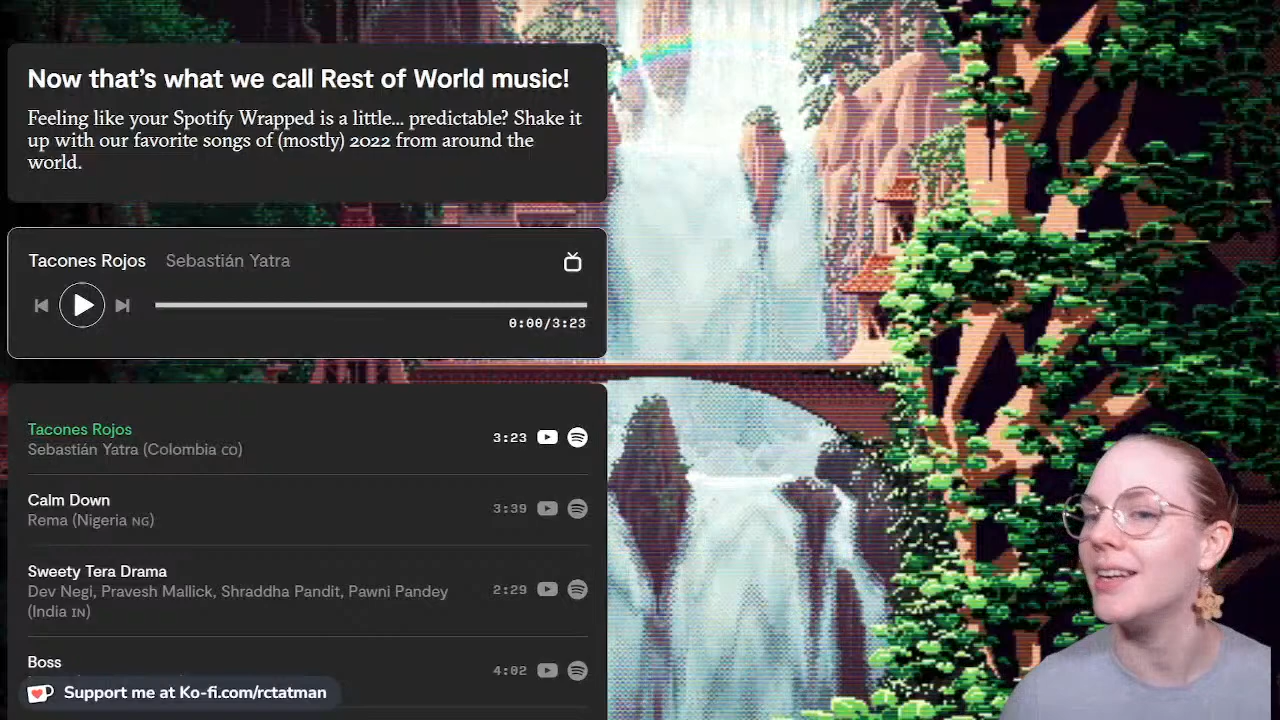 Now that's what we call Rest of World music!
Feeling like your Spotify Wrapped is a little... predictable? Shake it
up with our favorite songs of (mostly) 2022 from around the
world.
Tacones Rojos Sebastián Yatra
0:00/3:23
Tacones Rojos
Sebastián Yatra (Colombia CO)
3:23
Calm Down
Rema (Nigeria NG)
3:39
Sweety Tera Drama
Dev Negi, Pravesh Mallick, Shraddha Pandit, Pawni Pandey
(India IN)
2:29
Boss
4:02
Support me at Ko-fi.com/rctatman